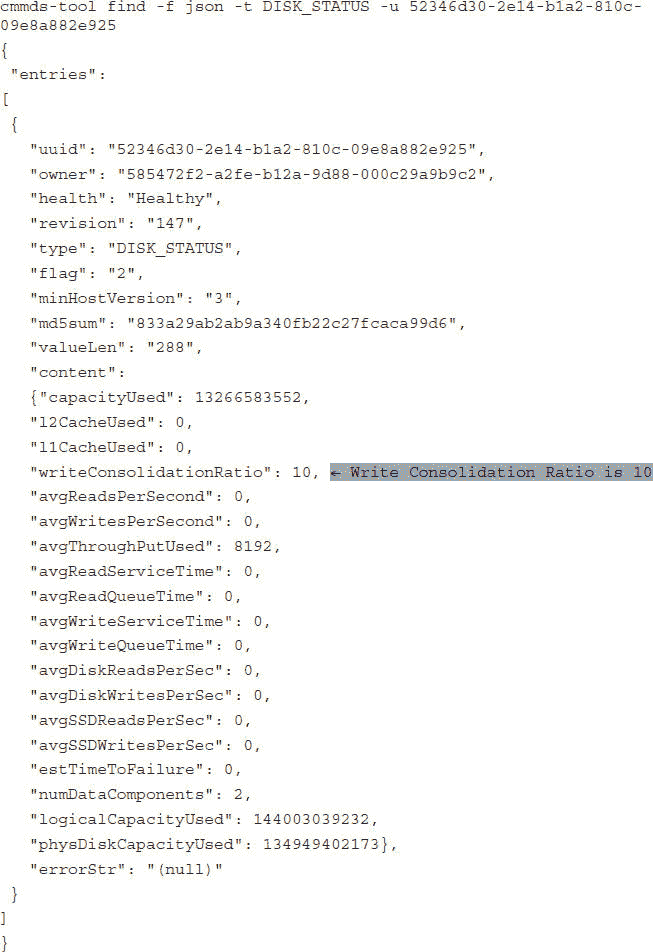 cmmds-tool find -f json -t DISK_STATUS -u 52346d30-2e14-b1a2-810c-
09e8a882e925
{
"entries":
[
{
"uuid": "52346d30-2e14-b1a2-810c-09e8a882e925",
"owner": "585472f2-a2fe-b12a-9d88-000c29a9b9c2",
"health": "Healthy",
"revision": "147",
"type": "DISK_STATUS",
"flag": "2",
"minHostVersion": "3",
"md5sum": "833a29ab2ab9a340fb22c27fcaca99d6",
"valueLen": "288",
"content":
{"capacityUsed": 13266583552,
"l2CacheUsed": 0,
"l1CacheUsed": 0,
"writeConsolidationRatio": 10, ← Write Consolidation Ratio is 10
"avgReadsPerSecond": 0,
"avgWritesPerSecond": 0,
"avgThroughPutUsed": 8192,
"avgReadServiceTime": 0,
"avgReadQueueTime": 0,
"avgWriteServiceTime": 0,
"avgWriteQueueTime": 0,
"avgDiskReadsPerSec": 0,
"avgDiskWritesPerSec": 0,
"avgSSDReadsPerSec": 0,
"avgSSDWritesPerSec": 0,
"estTimeToFailure": 0,
"numDataComponents": 2,
"logicalCapacityUsed": 144003039232,
"physDiskCapacityUsed": 134949402173},
"errorStr": "(null)"
}
]
}